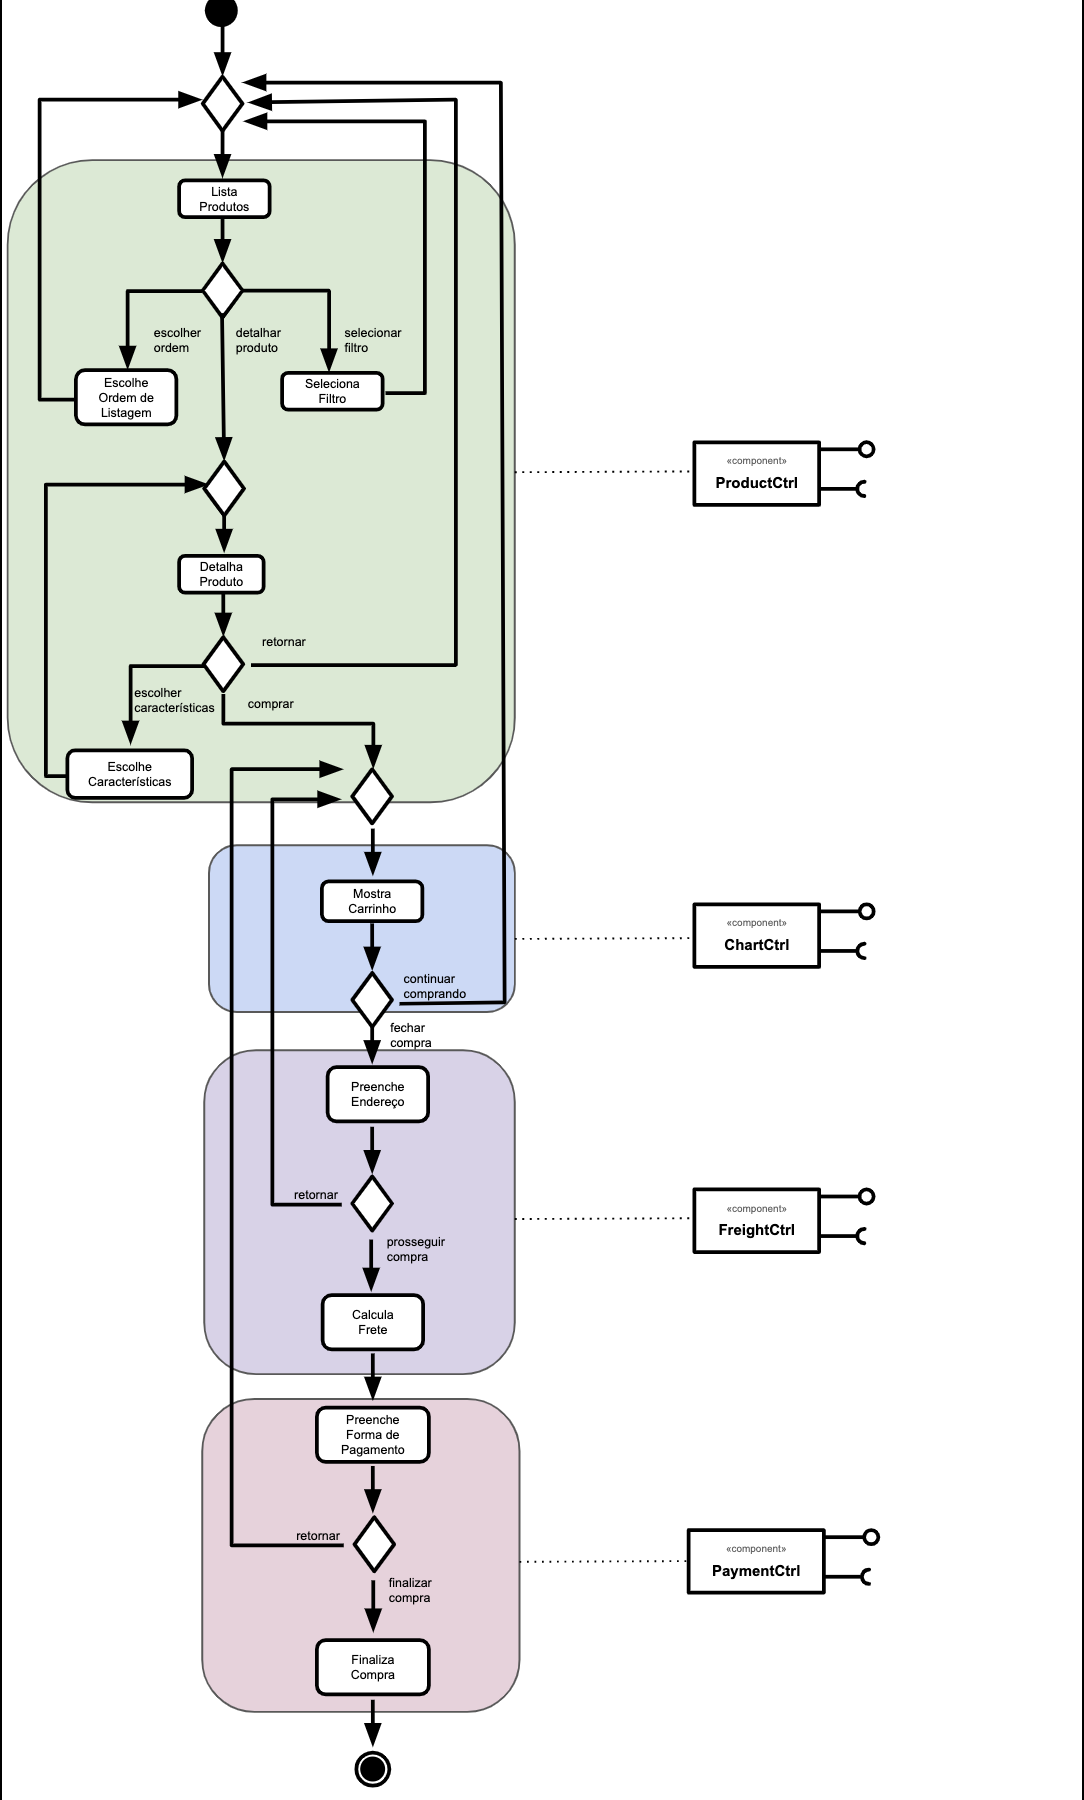 Lista
Produtos
escolher
ordem
detalhar
produto
selecionar
filtro
Escolhe
Ordem de
Listagem
Seleciona
Filtro
«component»
ProductCtrl
Detalha
Produto
retornar
escolher
características
comprar
Escolhe
Características
Mostra
Carrinho
«component»
ChartCtrl
continuar
comprando
fechar
compra
Preenche
Endereço
retornar
«component»
FreightCtrl
prosseguir
compra
Calcula
Frete
Preenche
Forma de
Pagamento
retornar
«component»
PaymentCtrl
finalizar
compra
Finaliza
Compra